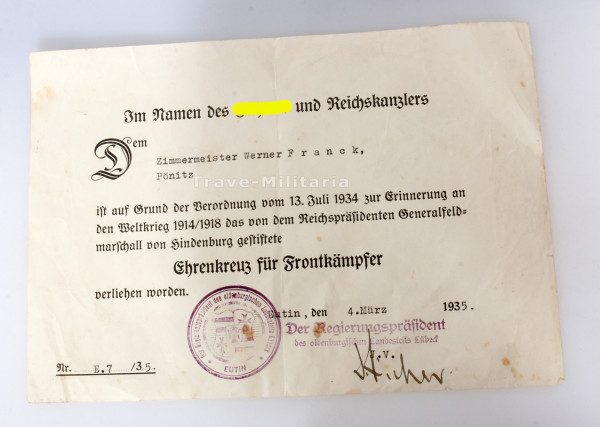 Im Namen des und Reichskanzlers
Dem
Zimmermeister Werner Franck,
Pönitz
Trave-Militaria
ist auf Grund der Verordnung vom 13. Juli 1934 zur Erinnerung an
den Weltkrieg 1914/1918 das von dem Reichspräsidenten Generalfeld-
marschall von Hindenburg gestiftete
Ehrenkreuz für Frontkämpfer
verliehen worden.
Eutin, den 4.März 1935.
Der Regierungspräsident
des oldenburgischen Landesteils Lübeck
J.V.
EUTIN
Nr. E.7 /35.